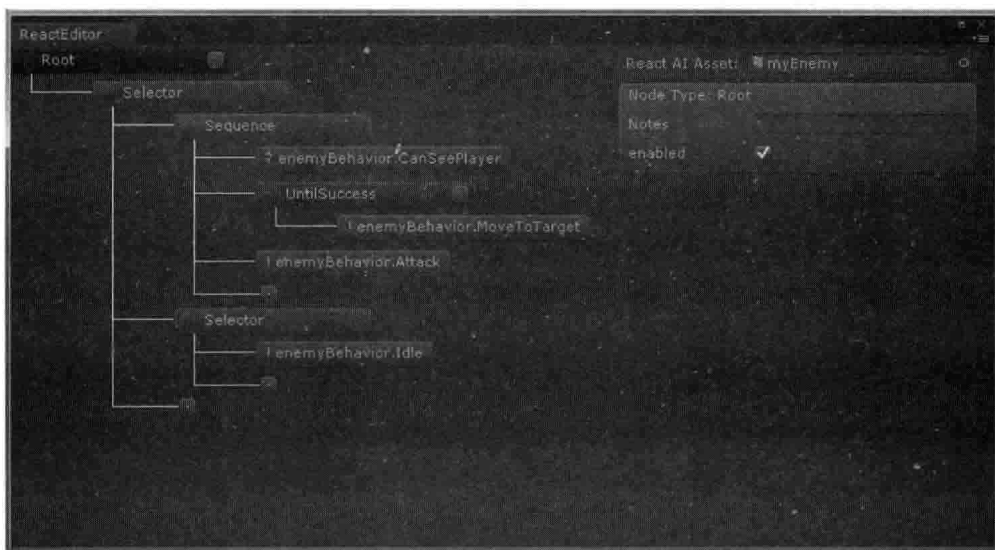 ReactEditor
Root
Selector
Sequence
? enemyBehavior.CanSeePlayer
UntilSuccess
! enemyBehavior.MoveToTarget
! enemyBehavior.Attack
Selector
! enemyBehavior.Idle
React AI Asset: myEnemy
Node Type: Root
Notes
enabled